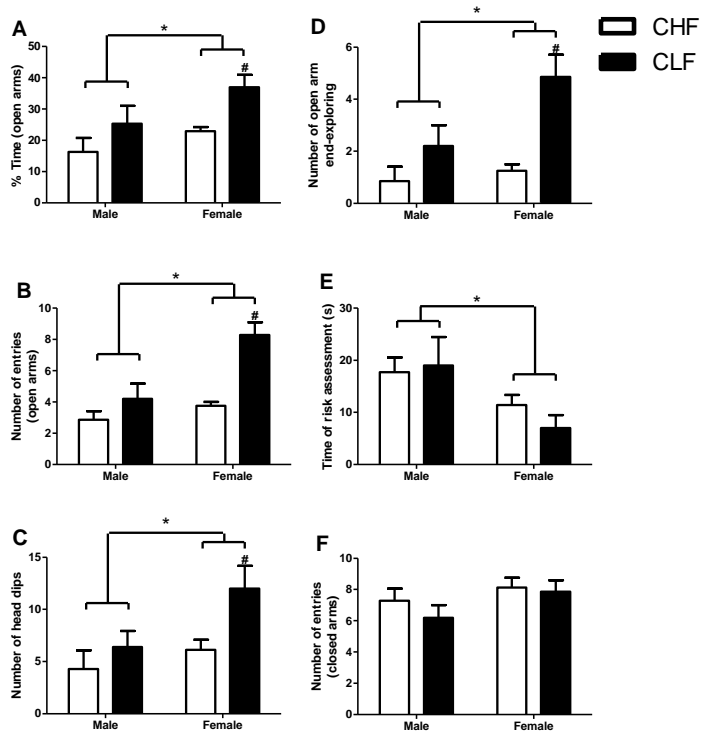 A
% Time (open arms)
50
40
30
20
10
0
*
#
Male
Female
B
Number of entries
(open arms)
10
8
6
4
2
0
*
#
Male
Female
C
Number of head dips
15
10
5
0
*
#
Male
Female
D
Number of open arm
end-exploring
6
4
2
0
*
#
Male
Female
CHF
CLF
E
Time of risk assessment (s)
30
20
10
0
*
Male
Female
F
Number of entries
(closed arms)
10
8
6
4
2
0
Male
Female